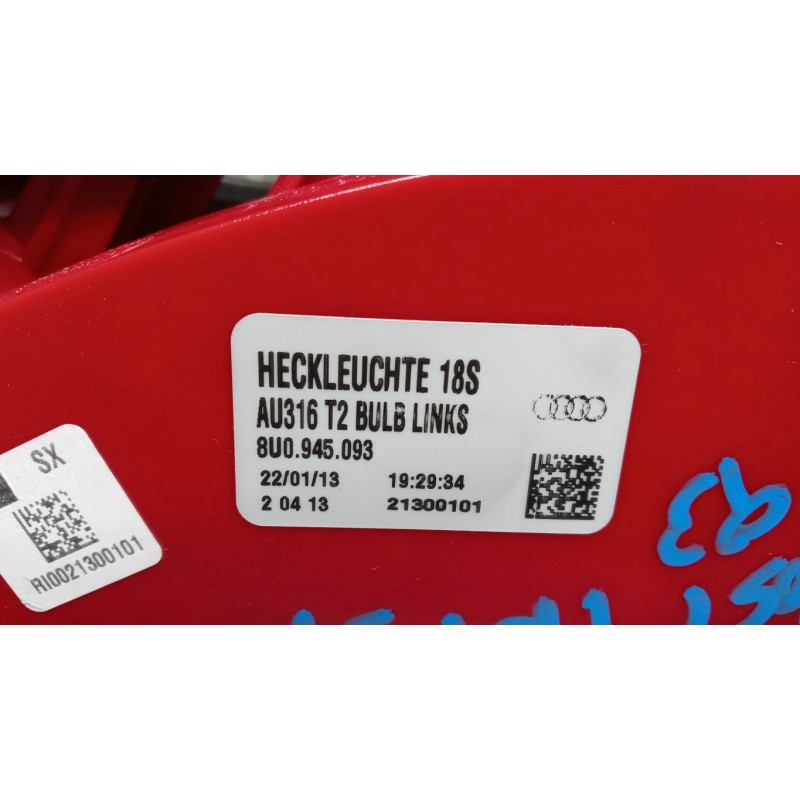 HECKLEUCHTE 18S
AU316 T2 BULB LINKS
8U0.945.093
22/01/13 19:29:34
2 04 13 21300101
SX
RI0021300101
Q3